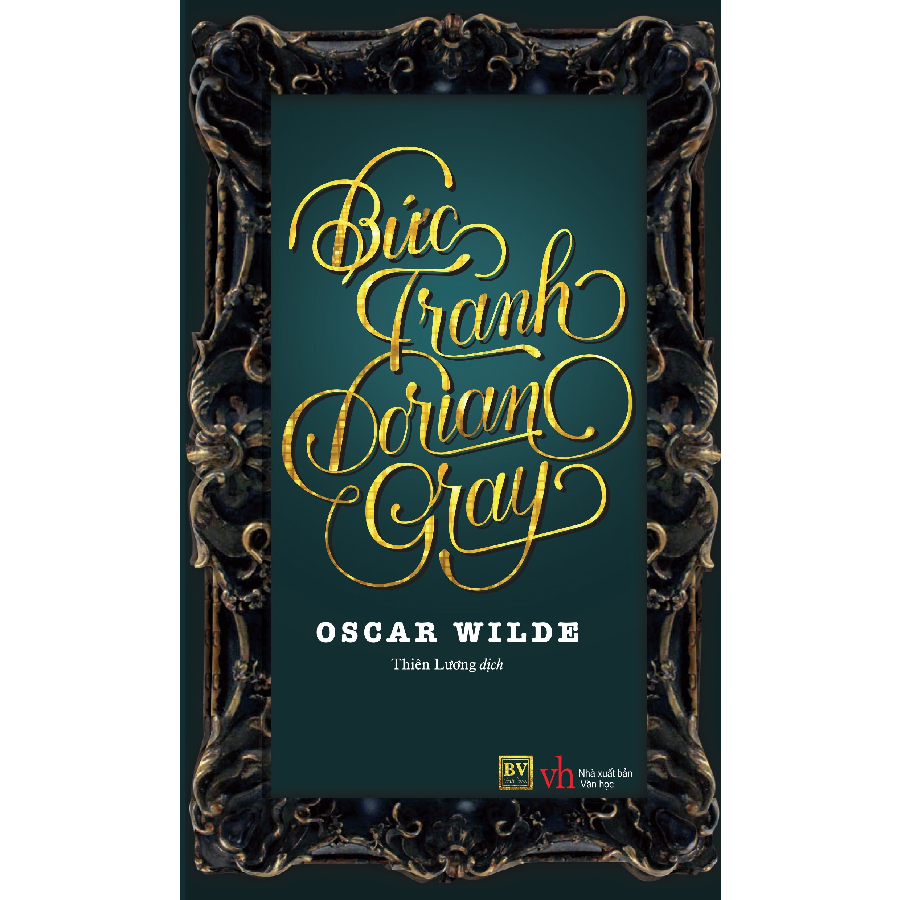 Bức
Tranh
Dorian
Gray
OSCAR WILDE
Thiên Lương dịch
BV
vh
Nhà xuất bản
Văn học